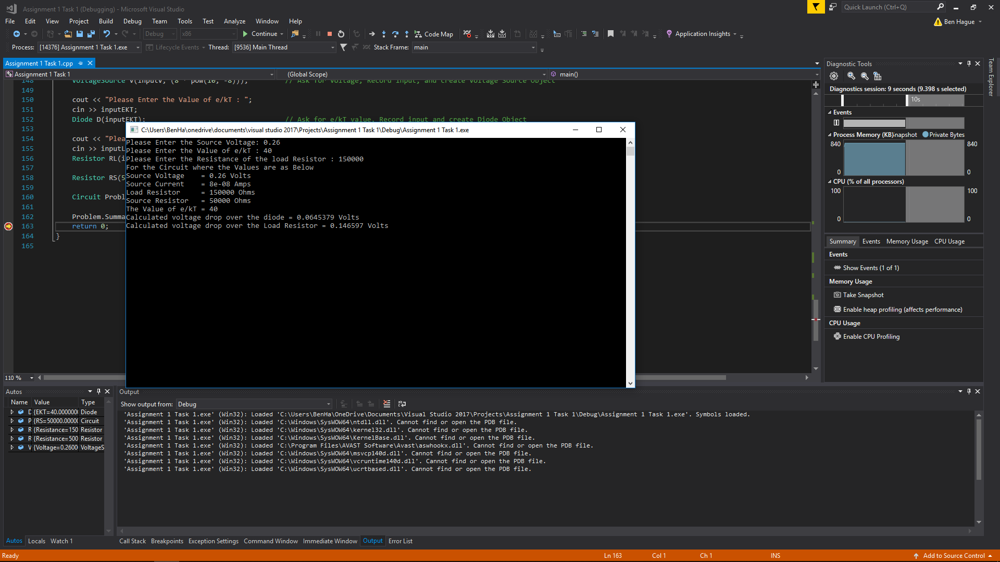 Assignment 1 Task 1 (Debugging) - Microsoft Visual Studio
Quick Launch (Ctrl+Q)
File Edit View Project Build Debug Team Tools Test Analyze Window Help
Ben Hague
Debug x86 Continue Code Map Application Insights
Process: [14376] Assignment 1 Task 1.exe Lifecycle Events Thread: [9536] Main Thread Stack Frame: main
Assignment 1 Task 1.cpp
Assignment 1 Task 1 (Global Scope) main()
148 VoltageSource V(inputV, (8 * pow(10, -8))); // Ask for Voltage, Record input, and create Voltage Source Object
149
150 cout << "Please Enter the Value of e/kT : ";
151 cin >> inputEKT;
152 Diode D(inputEKT); // Ask for e/kT value, Record input and create Diode Object
153
154 cout << "Plea
155 cin >> inputL
156 Resistor RL(i
157
158 Resistor RS(5
159
160 Circuit Probl
161
162 Problem.Summa
163 return 0;
164 }
165
C:\Users\BenHa\onedrive\documents\visual studio 2017\Projects\Assignment 1 Task 1\Debug\Assignment 1 Task 1.exe
Please Enter the Source Voltage: 0.26
Please Enter the Value of e/kT : 40
Please Enter the Resistance of the load Resistor : 150000
For the Circuit where the Values are as Below
Source Voltage    = 0.26 Volts
Source Current    = 8e-08 Amps
Load Resistor     = 150000 Ohms
Source Resistor   = 50000 Ohms
The Value of e/kT = 40
Calculated voltage drop over the diode = 0.0645379 Volts
Calculated voltage drop over the Load Resistor = 0.146597 Volts
110 %
Diagnostic Tools
Diagnostics session: 9 seconds (9.398 s selected)
10s
Events
Process Memory (KB) napshot Private Bytes
840 840
0 0
CPU (% of all processors)
100 100
0 0
Summary Events Memory Usage CPU Usage
Events
Show Events (1 of 1)
Memory Usage
Take Snapshot
Enable heap profiling (affects performance)
CPU Usage
Enable CPU Profiling
Team Explorer
Autos
Name Value Type
D {EKT=40.0000000 Diode
P {RS=50000.00000 Circuit
R {Resistance=150 Resistor
R {Resistance=500 Resistor
V {Voltage=0.2600 VoltageS
Autos Locals Watch 1
Output
Show output from: Debug
'Assignment 1 Task 1.exe' (Win32): Loaded 'C:\Users\BenHa\OneDrive\Documents\Visual Studio 2017\Projects\Assignment 1 Task 1\Debug\Assignment 1 Task 1.exe'. Symbols loaded.
'Assignment 1 Task 1.exe' (Win32): Loaded 'C:\Windows\SysWOW64\ntdll.dll'. Cannot find or open the PDB file.
'Assignment 1 Task 1.exe' (Win32): Loaded 'C:\Windows\SysWOW64\kernel32.dll'. Cannot find or open the PDB file.
'Assignment 1 Task 1.exe' (Win32): Loaded 'C:\Windows\SysWOW64\KernelBase.dll'. Cannot find or open the PDB file.
'Assignment 1 Task 1.exe' (Win32): Loaded 'C:\Program Files\AVAST Software\Avast\aswhookx.dll'. Cannot find or open the PDB file.
'Assignment 1 Task 1.exe' (Win32): Loaded 'C:\Windows\SysWOW64\msvcp140d.dll'. Cannot find or open the PDB file.
'Assignment 1 Task 1.exe' (Win32): Loaded 'C:\Windows\SysWOW64\vcruntime140d.dll'. Cannot find or open the PDB file.
'Assignment 1 Task 1.exe' (Win32): Loaded 'C:\Windows\SysWOW64\ucrtbased.dll'. Cannot find or open the PDB file.
Call Stack Breakpoints Exception Settings Command Window Immediate Window Output Error List
Ready Ln 163 Col 1 Ch 1 INS Add to Source Control